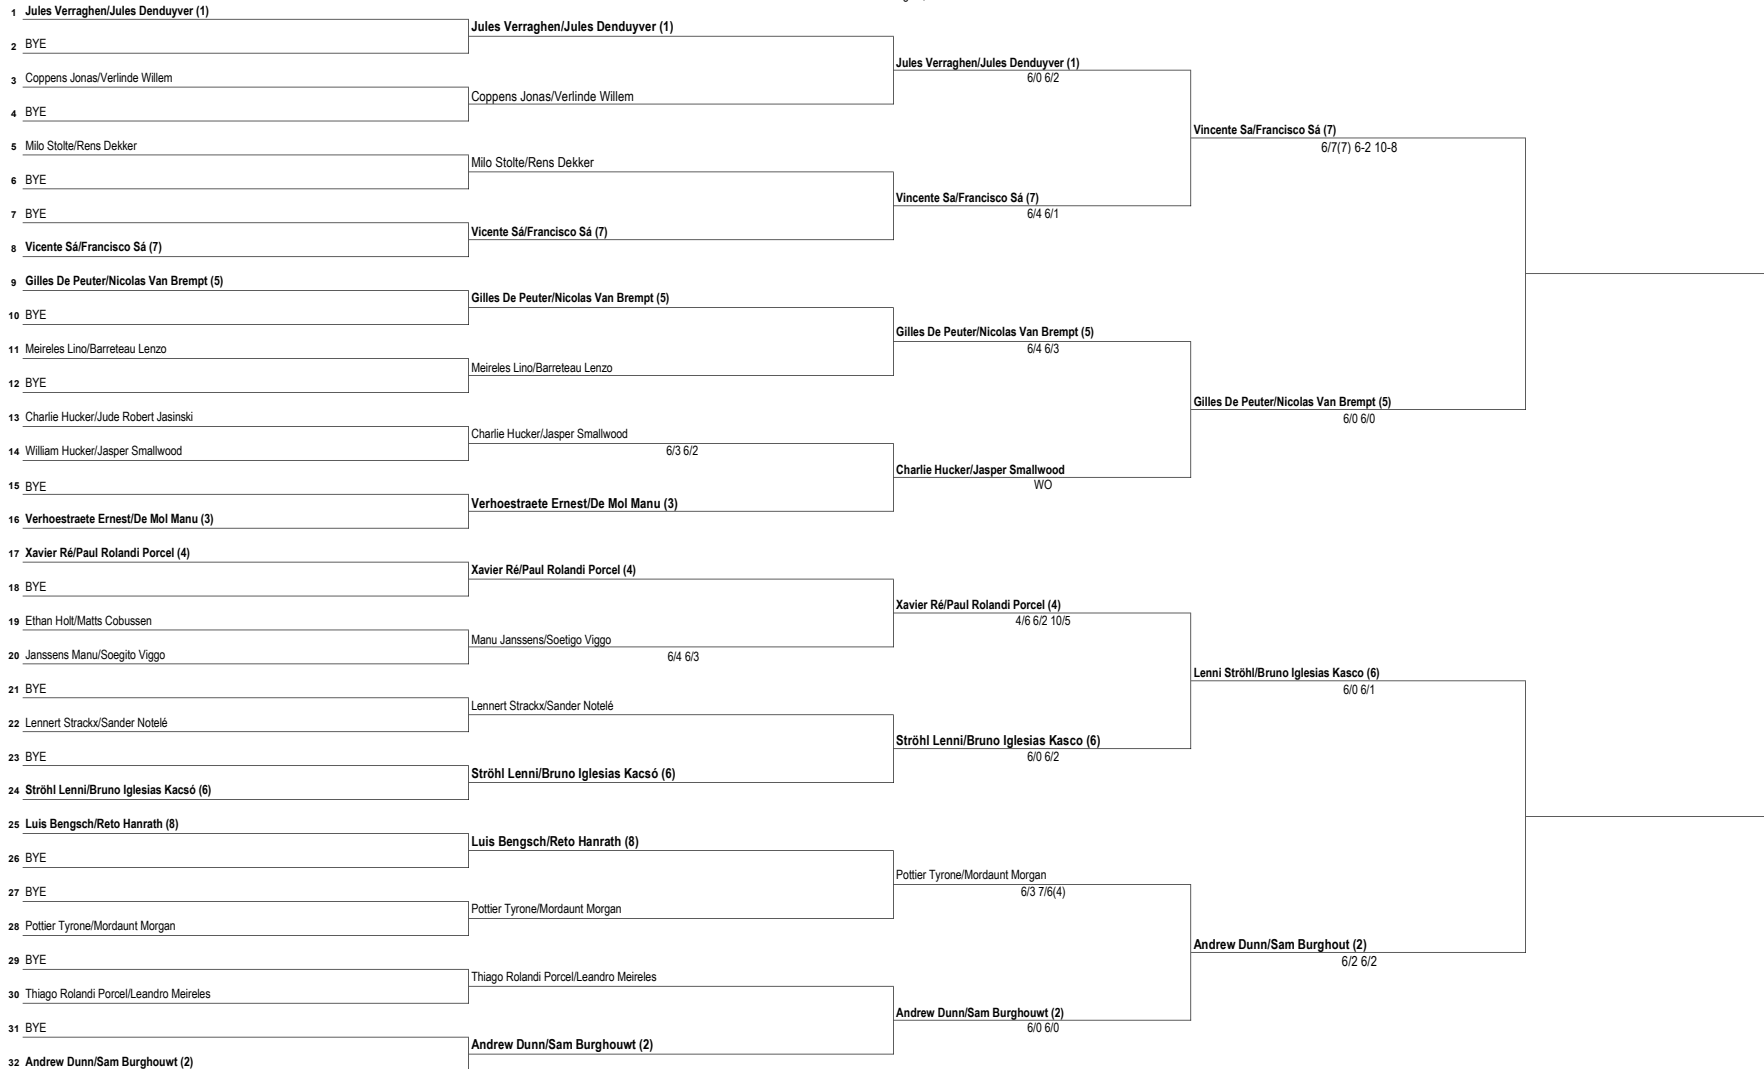 1 Jules Verraghen/Jules Denduyver (1)
2 BYE
3 Coppens Jonas/Verlinde Willem
4 BYE
5 Milo Stolte/Rens Dekker
6 BYE
7 BYE
8 Vicente Sá/Francisco Sá (7)
9 Gilles De Peuter/Nicolas Van Brempt (5)
10 BYE
11 Meireles Lino/Barreteau Lenzo
12 BYE
13 Charlie Hucker/Jude Robert Jasinski
14 William Hucker/Jasper Smallwood
15 BYE
16 Verhoestraete Ernest/De Mol Manu (3)
17 Xavier Ré/Paul Rolandi Porcel (4)
18 BYE
19 Ethan Holt/Matts Cobussen
20 Janssens Manu/Soegito Viggo
21 BYE
22 Lennert Strackx/Sander Notelé
23 BYE
24 Ströhl Lenni/Bruno Iglesias Kacsó (6)
25 Luis Bengsch/Reto Hanrath (8)
26 BYE
27 BYE
28 Pottier Tyrone/Mordaunt Morgan
29 BYE
30 Thiago Rolandi Porcel/Leandro Meireles
31 BYE
32 Andrew Dunn/Sam Burghouwt (2)
Jules Verraghen/Jules Denduyver (1)
Coppens Jonas/Verlinde Willem
Milo Stolte/Rens Dekker
Vicente Sá/Francisco Sá (7)
Gilles De Peuter/Nicolas Van Brempt (5)
Meireles Lino/Barreteau Lenzo
Charlie Hucker/Jasper Smallwood
6/3 6/2
Verhoestraete Ernest/De Mol Manu (3)
Xavier Ré/Paul Rolandi Porcel (4)
Manu Janssens/Soetigo Viggo
6/4 6/3
Lennert Strackx/Sander Notelé
Ströhl Lenni/Bruno Iglesias Kacsó (6)
Luis Bengsch/Reto Hanrath (8)
Pottier Tyrone/Mordaunt Morgan
Thiago Rolandi Porcel/Leandro Meireles
Andrew Dunn/Sam Burghouwt (2)
Jules Verraghen/Jules Denduyver (1)
6/0 6/2
Vincente Sa/Francisco Sá (7)
6/4 6/1
Gilles De Peuter/Nicolas Van Brempt (5)
6/4 6/3
Charlie Hucker/Jasper Smallwood
WO
Xavier Ré/Paul Rolandi Porcel (4)
4/6 6/2 10/5
Ströhl Lenni/Bruno Iglesias Kasco (6)
6/0 6/2
Pottier Tyrone/Mordaunt Morgan
6/3 7/6(4)
Andrew Dunn/Sam Burghouwt (2)
6/0 6/0
Vincente Sa/Francisco Sá (7)
6/7(7) 6-2 10-8
Gilles De Peuter/Nicolas Van Brempt (5)
6/0 6/0
Lenni Ströhl/Bruno Iglesias Kasco (6)
6/0 6/1
Andrew Dunn/Sam Burghout (2)
6/2 6/2